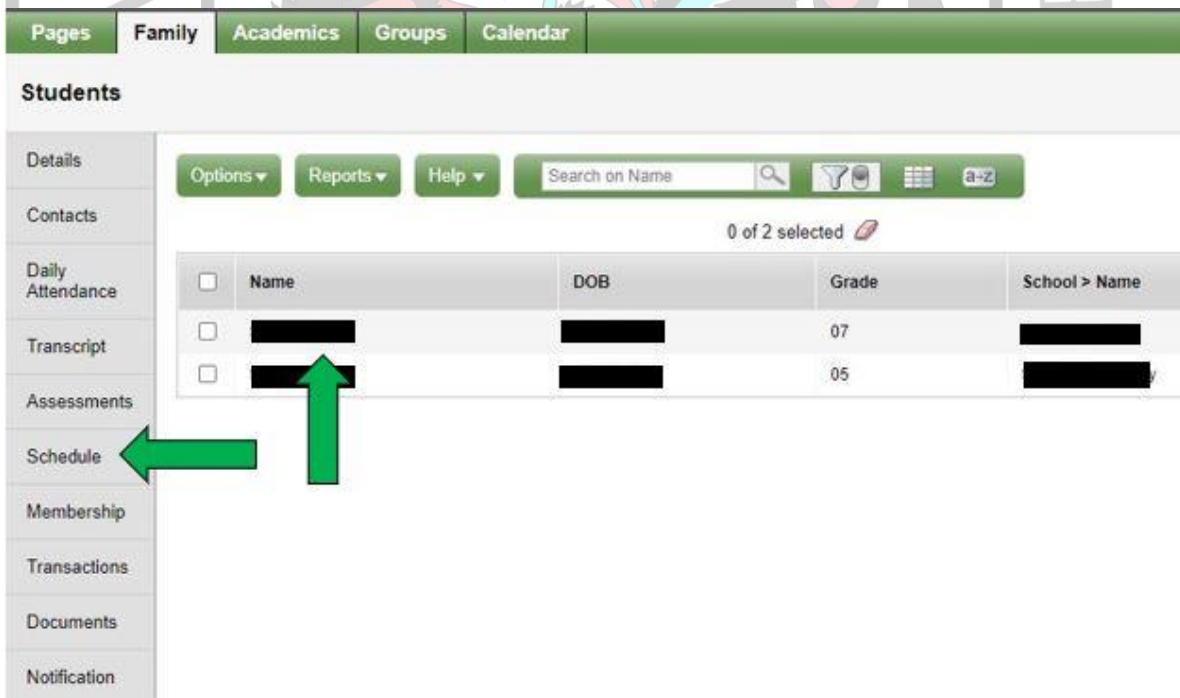 Pages Family Academics Groups Calendar
Students
Details
Contacts
Daily
Attendance
Transcript
Assessments
Schedule
Membership
Transactions
Documents
Notification
Options Reports Help Search on Name a-z
0 of 2 selected
Name DOB Grade School > Name
07
05 y